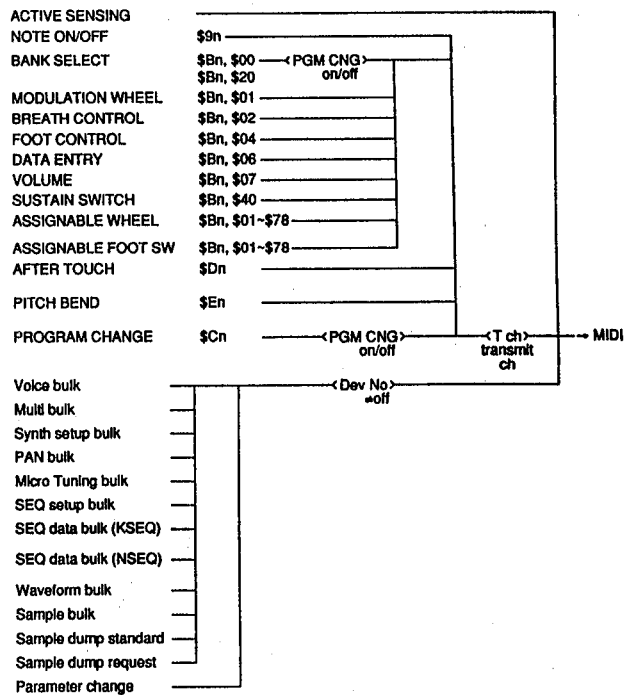 ACTIVE SENSING
NOTE ON/OFF $9n
BANK SELECT $Bn, $00 <PGM CNG>
$Bn, $20 on/off
MODULATION WHEEL $Bn, $01
BREATH CONTROL $Bn, $02
FOOT CONTROL $Bn, $04
DATA ENTRY $Bn, $06
VOLUME $Bn, $07
SUSTAIN SWITCH $Bn, $40
ASSIGNABLE WHEEL $Bn, $01~$78
ASSIGNABLE FOOT SW $Bn, $01~$78
AFTER TOUCH $Dn
PITCH BEND $En
PROGRAM CHANGE $Cn <PGM CNG> <T ch> → MIDI
on/off transmit
ch
Voice bulk <Dev No>
≠off
Multi bulk
Synth setup bulk
PAN bulk
Micro Tuning bulk
SEQ setup bulk
SEQ data bulk (KSEQ)
SEQ data bulk (NSEQ)
Waveform bulk
Sample bulk
Sample dump standard
Sample dump request
Parameter change